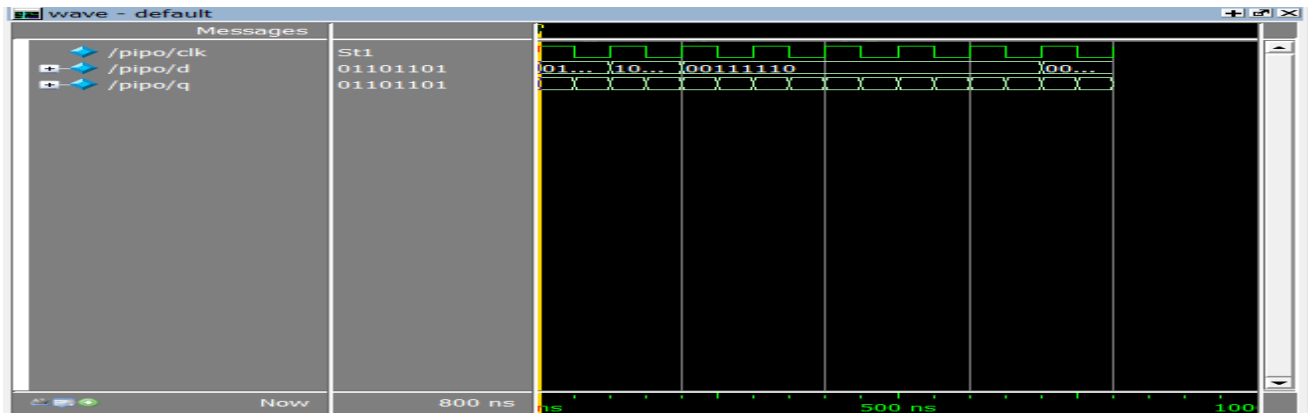 wave - default
Messages
/pipo/clk St1
/pipo/d 01101101 01... 10... 00111110 00...
/pipo/q 01101101
Now 800 ns ns 500 ns 100